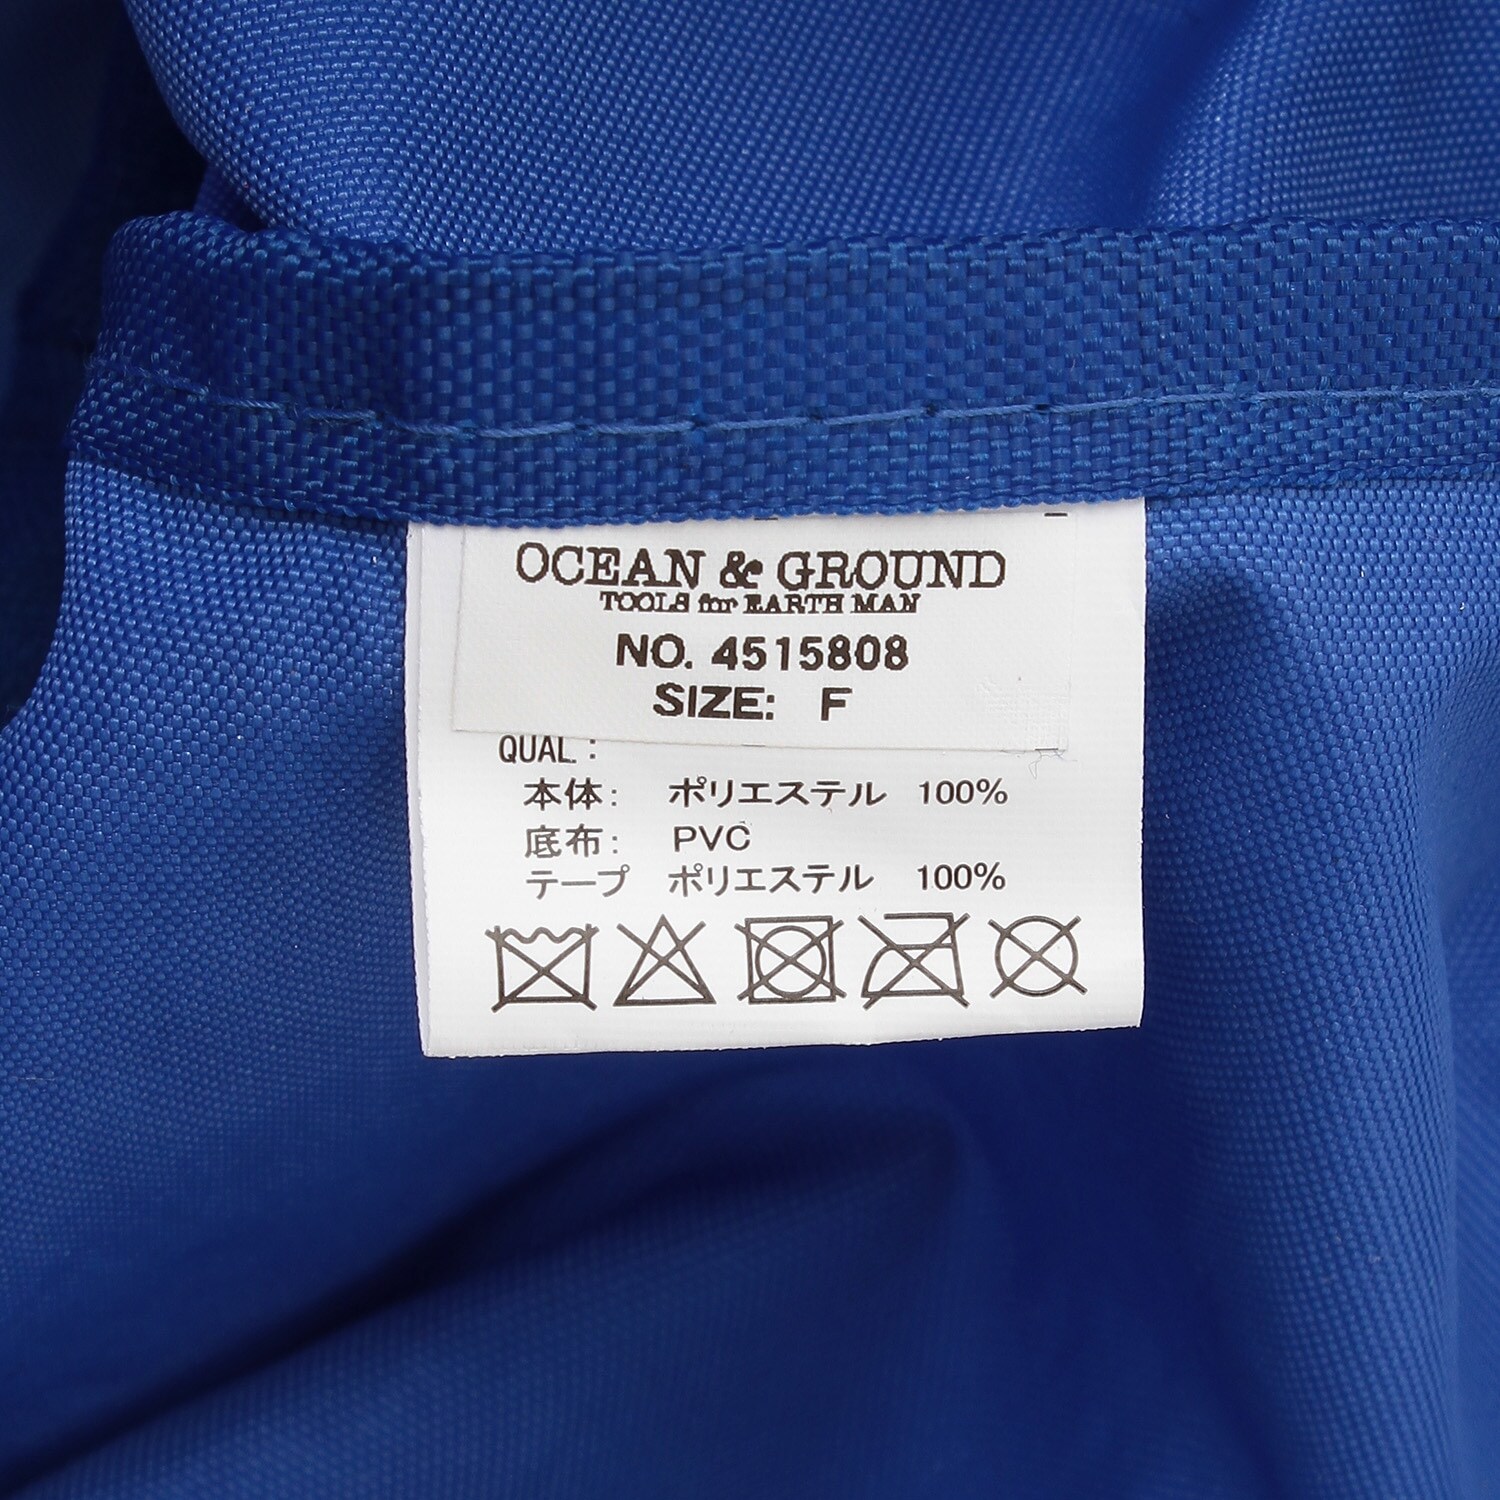 OCEAN & GROUND
TOOLS for EARTH MAN
NO. 4515808
SIZE: F
QUAL :
本体: ポリエステル 100%
底布: PVC
テープ ポリエステル 100%